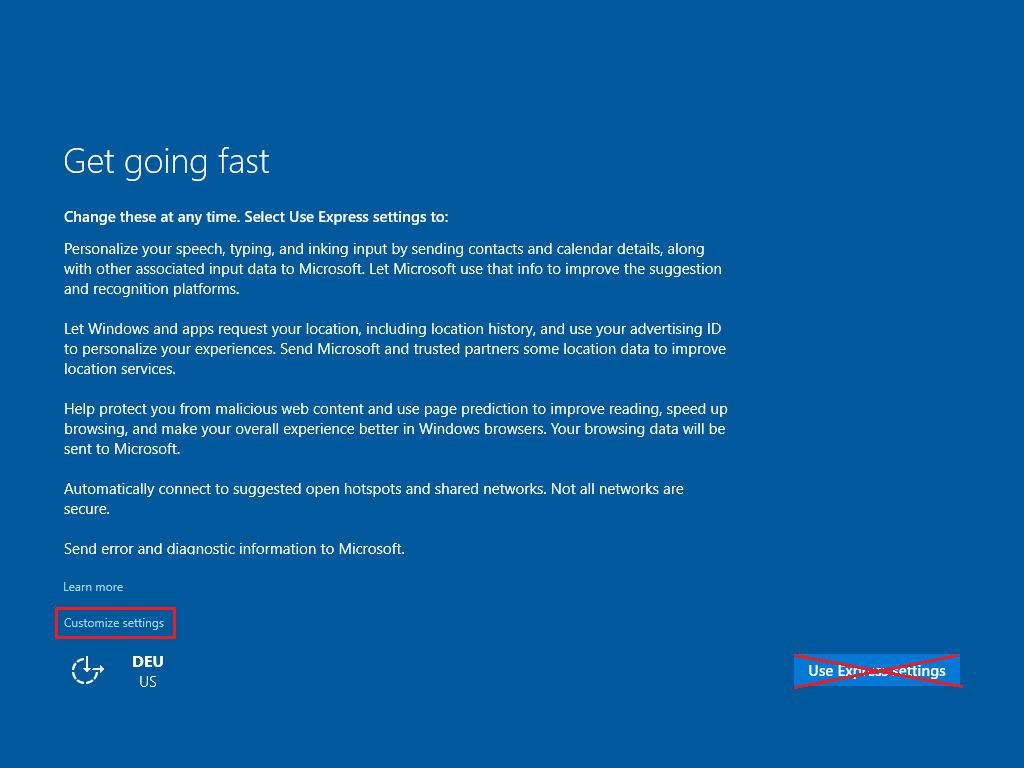 Get going fast
Change these at any time. Select Use Express settings to:
Personalize your speech, typing, and inking input by sending contacts and calendar details, along
with other associated input data to Microsoft. Let Microsoft use that info to improve the suggestion
and recognition platforms.
Let Windows and apps request your location, including location history, and use your advertising ID
to personalize your experiences. Send Microsoft and trusted partners some location data to improve
location services.
Help protect you from malicious web content and use page prediction to improve reading, speed up
browsing, and make your overall experience better in Windows browsers. Your browsing data will be
sent to Microsoft.
Automatically connect to suggested open hotspots and shared networks. Not all networks are
secure.
Send error and diagnostic information to Microsoft.
Learn more
Customize settings
DEU
US
Use Express settings